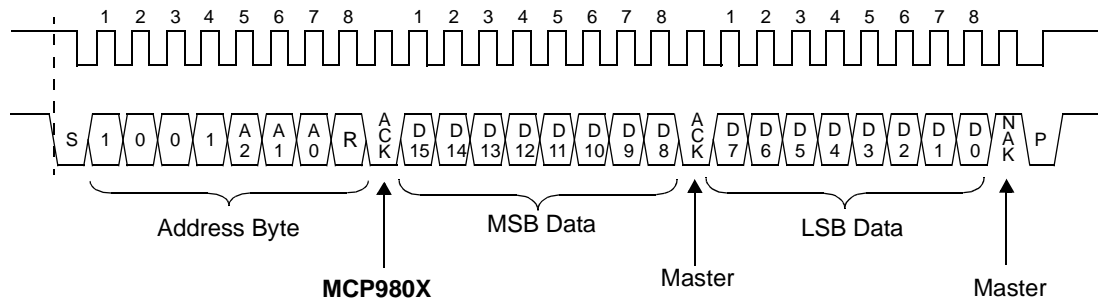 1 2 3 4 5 6 7 8 1 2 3 4 5 6 7 8 1 2 3 4 5 6 7 8
S 1 0 0 1 A2 A1 A0 R ACK D15 D14 D13 D12 D11 D10 D9 D8 ACK D7 D6 D5 D4 D3 D2 D1 D0 NAK P
Address Byte MSB Data LSB Data
MCP980X Master Master